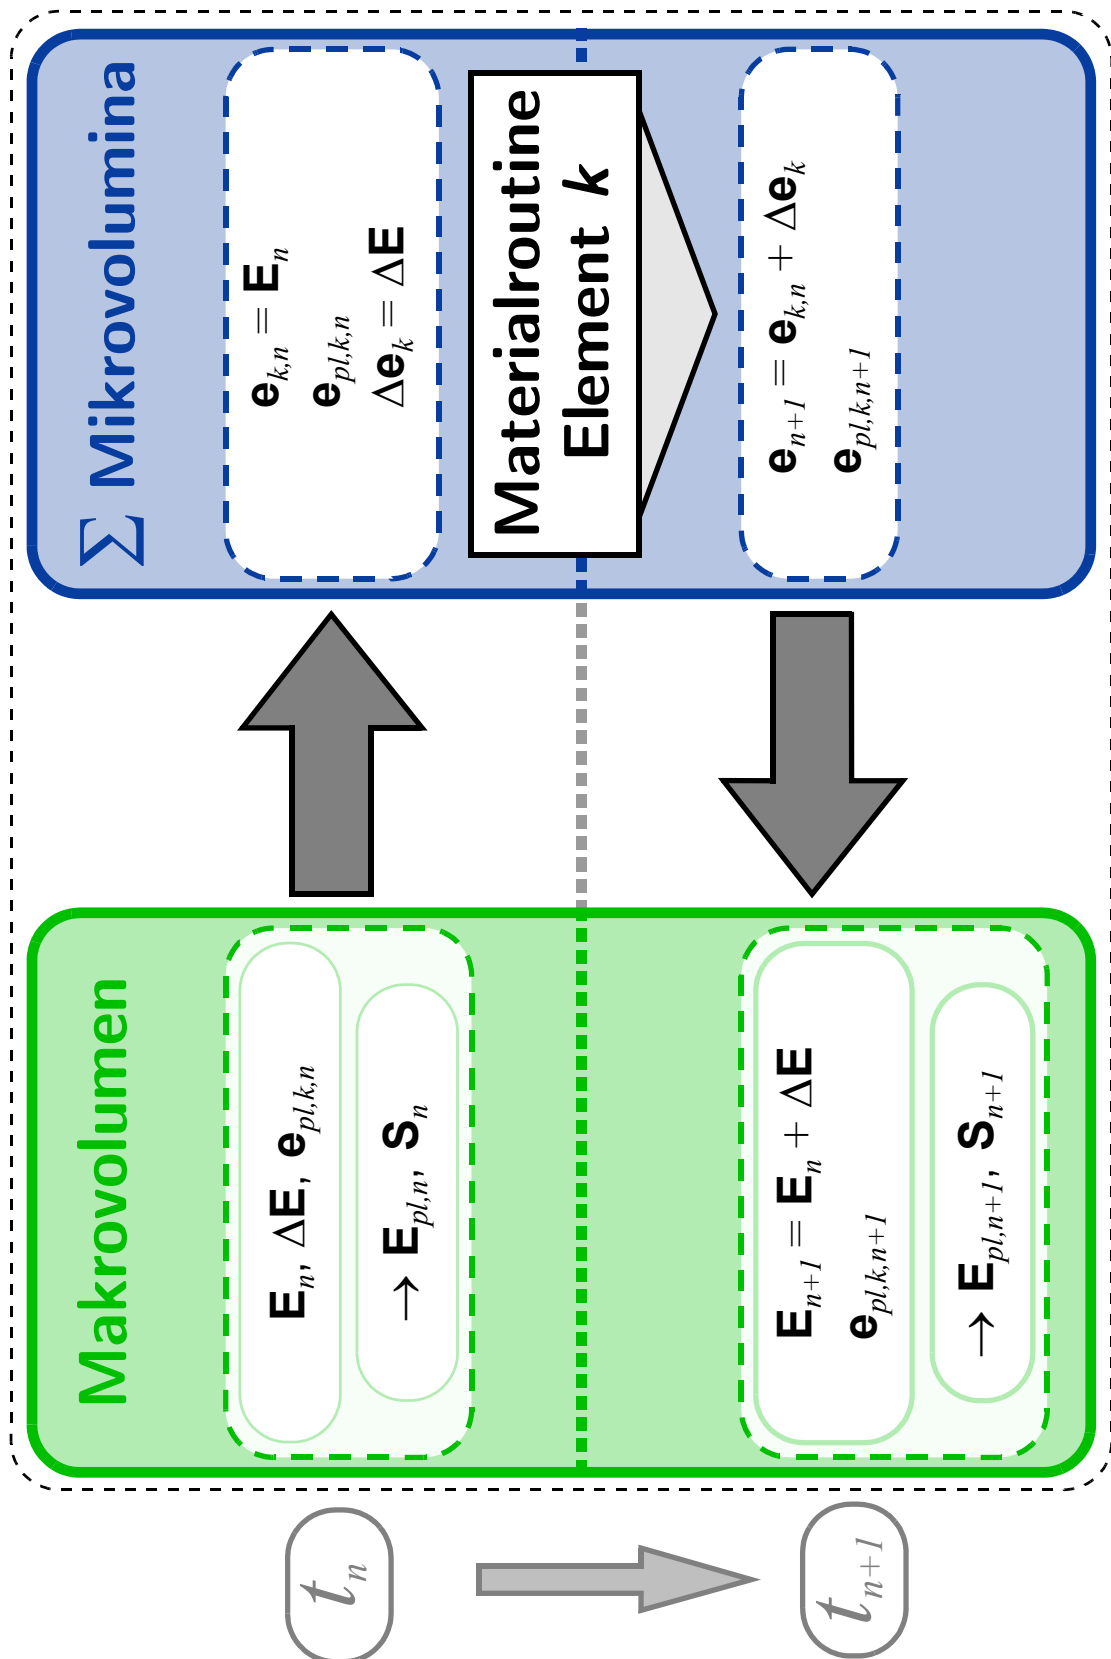 Makrovolumen
∑ Mikrovolumina
t_n
E_n, ΔE, e_{pl,k,n}
→ E_{pl,n}, S_n
e_{k,n} = E_n
e_{pl,k,n}
Δe_k = ΔE
Materialroutine
Element k
t_{n+1}
E_{n+1} = E_n + ΔE
e_{pl,k,n+1}
→ E_{pl,n+1}, S_{n+1}
e_{n+1} = e_{k,n} + Δe_k
e_{pl,k,n+1}